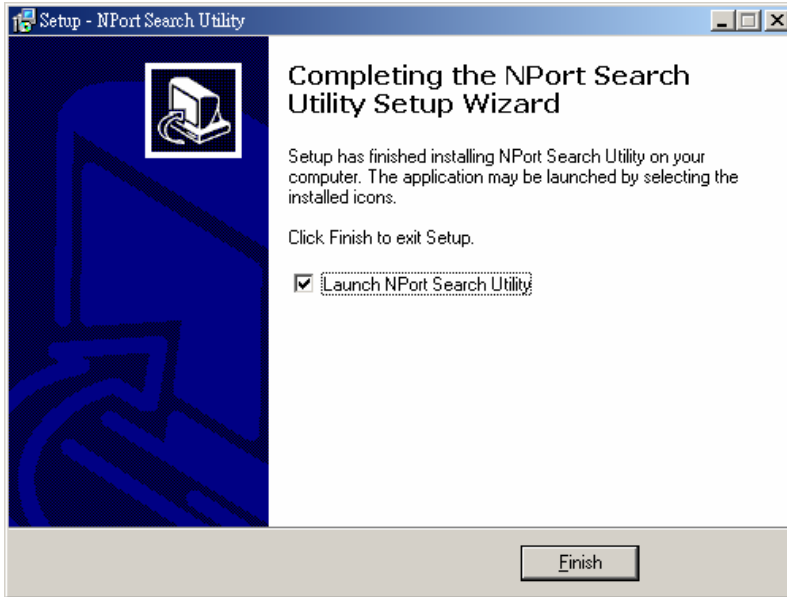 Setup - NPort Search Utility
Completing the NPort Search
Utility Setup Wizard
Setup has finished installing NPort Search Utility on your
computer. The application may be launched by selecting the
installed icons.
Click Finish to exit Setup.
Launch NPort Search Utility
Finish